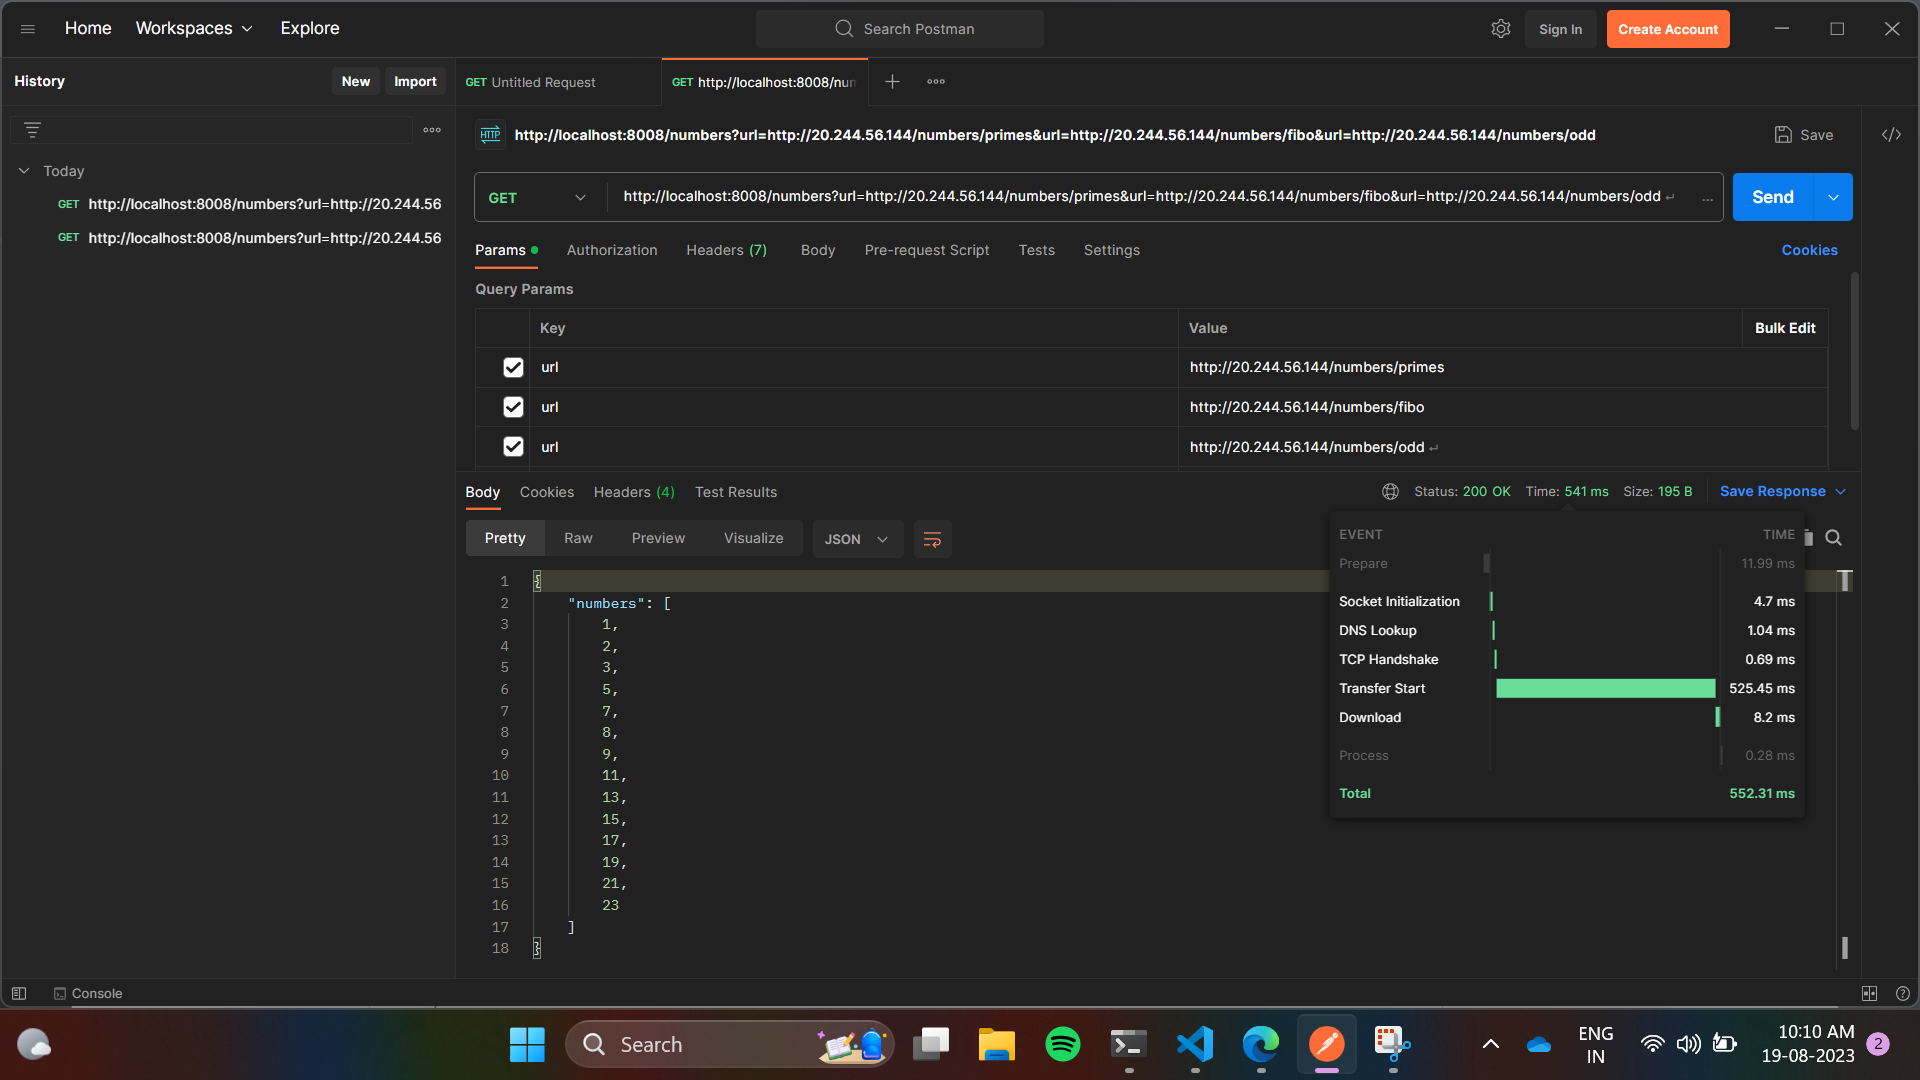 Home Workspaces Explore Search Postman Sign In Create Account
History New Import GET Untitled Request GET http://localhost:8008/num
HTTP http://localhost:8008/numbers?url=http://20.244.56.144/numbers/primes&url=http://20.244.56.144/numbers/fibo&url=http://20.244.56.144/numbers/odd Save
Today
GET http://localhost:8008/numbers?url=http://20.244.56
GET http://localhost:8008/numbers?url=http://20.244.56
GET http://localhost:8008/numbers?url=http://20.244.56.144/numbers/primes&url=http://20.244.56.144/numbers/fibo&url=http://20.244.56.144/numbers/odd ↵ ... Send
Params Authorization Headers (7) Body Pre-request Script Tests Settings Cookies
Query Params
Key Value Bulk Edit
url http://20.244.56.144/numbers/primes
url http://20.244.56.144/numbers/fibo
url http://20.244.56.144/numbers/odd ↵
Body Cookies Headers (4) Test Results Status: 200 OK Time: 541 ms Size: 195 B Save Response
Pretty Raw Preview Visualize JSON
EVENT TIME
Prepare 11.99 ms
Socket Initialization 4.7 ms
DNS Lookup 1.04 ms
TCP Handshake 0.69 ms
Transfer Start 525.45 ms
Download 8.2 ms
Process 0.28 ms
Total 552.31 ms
1 {
2 "numbers": [
3 1,
4 2,
5 3,
6 5,
7 7,
8 8,
9 9,
10 11,
11 13,
12 15,
13 17,
14 19,
15 21,
16 23
17 ]
18 }
Console
Search
ENG
IN
10:10 AM
19-08-2023
2